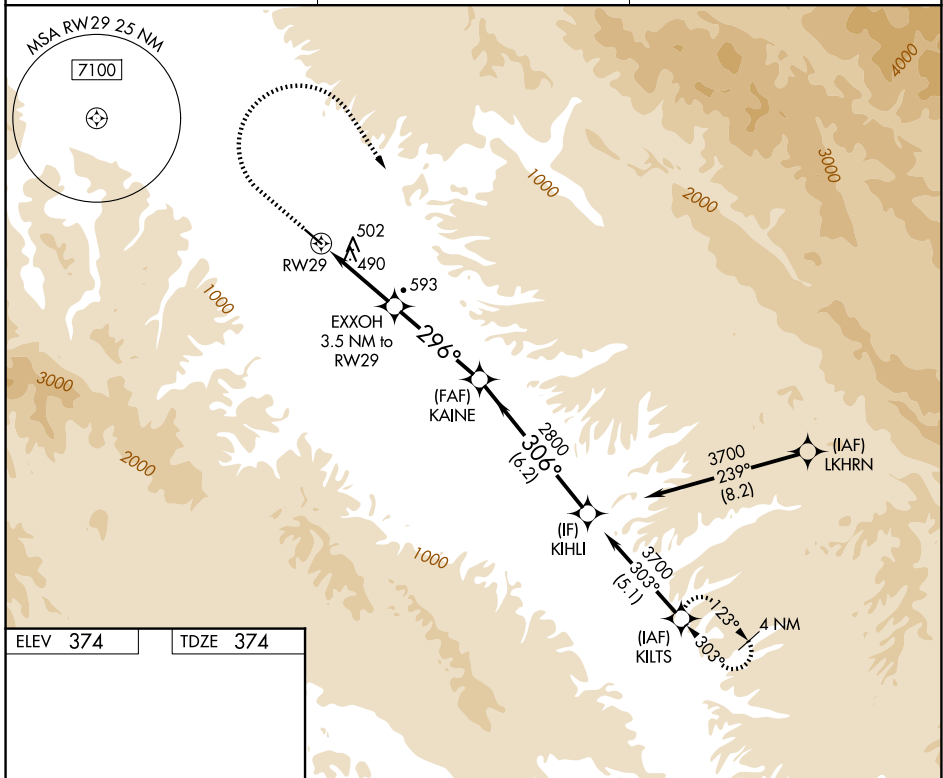 MSA RW29 25 NM
7100
4000
3000
1000
2000
502
490
RW29
593
EXXOH
3.5 NM to
RW29
296°
1000
(FAF)
KAINE
3000
2000
2800
306°
(6.2)
3700
239°
(8.2)
(IAF)
LKHRN
(IF)
KIHLI
1000
3700
303°
(5.1)
123°
4 NM
303°
(IAF)
KILTS
ELEV 374
TDZE 374